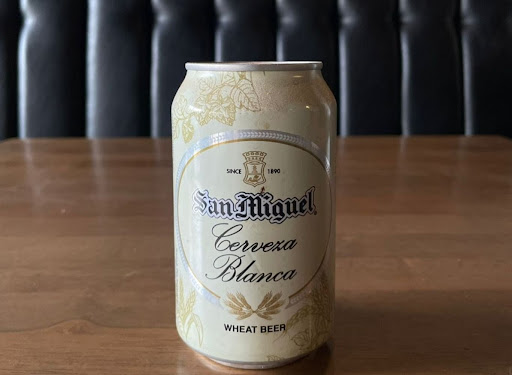 SINCE 1890
San Miguel
Cerveza
Blanca
WHEAT BEER